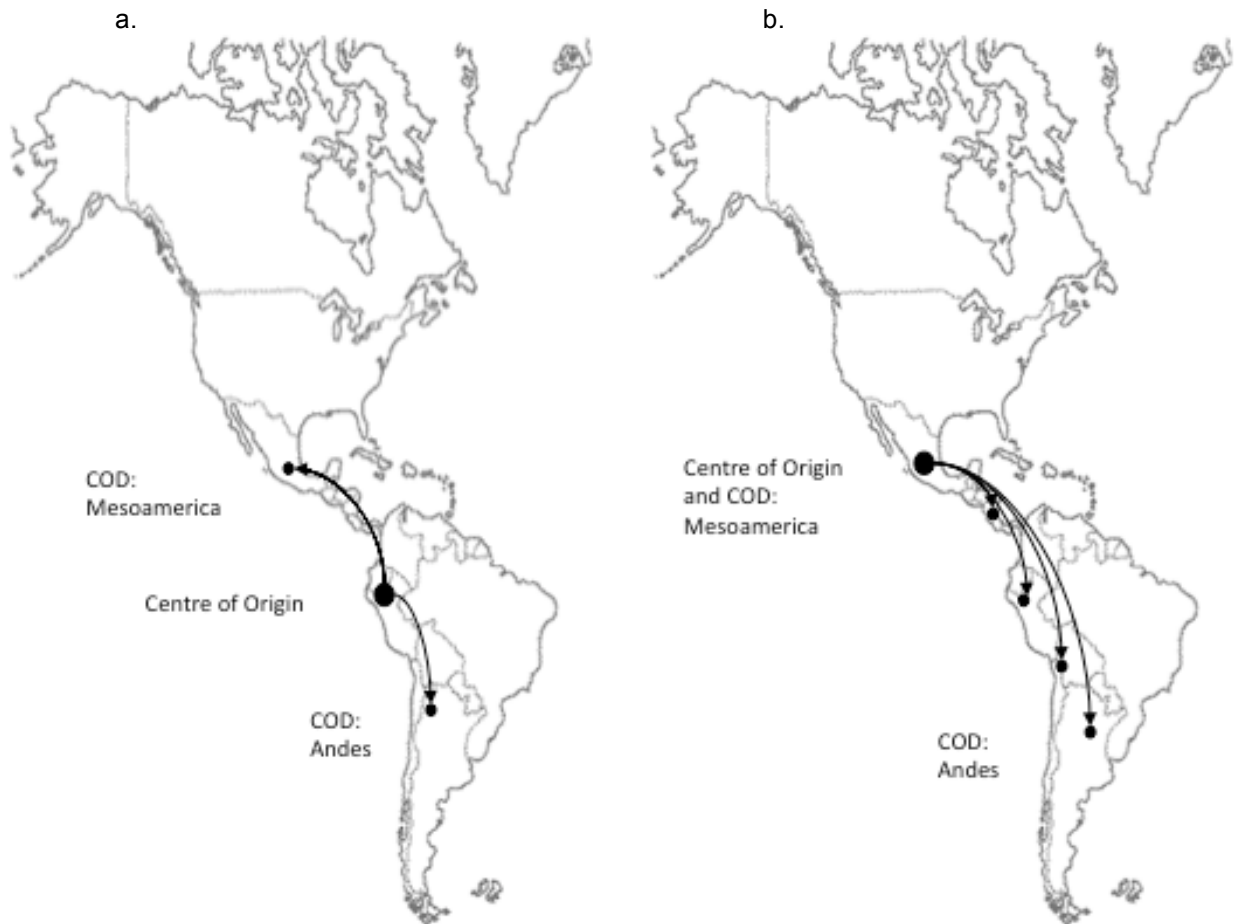 a.
b.
COD:
Mesoamerica
Centre of Origin
COD:
Andes
Centre of Origin
and COD:
Mesoamerica
COD:
Andes